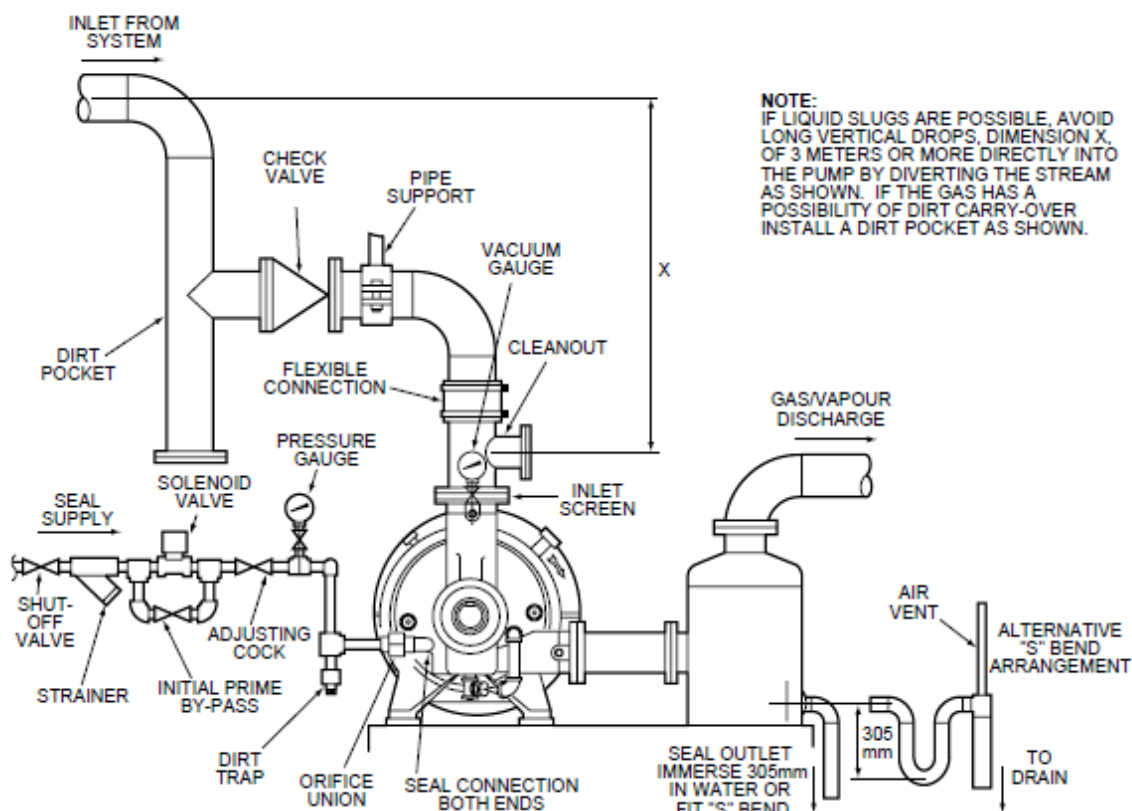 INLET FROM
SYSTEM
NOTE:
IF LIQUID SLUGS ARE POSSIBLE, AVOID
LONG VERTICAL DROPS, DIMENSION X,
OF 3 METERS OR MORE DIRECTLY INTO
THE PUMP BY DIVERTING THE STREAM
AS SHOWN. IF THE GAS HAS A
POSSIBILITY OF DIRT CARRY-OVER
INSTALL A DIRT POCKET AS SHOWN.
CHECK
VALVE
PIPE
SUPPORT
VACUUM
GAUGE
X
DIRT
POCKET
FLEXIBLE
CONNECTION
CLEANOUT
GAS/VAPOUR
DISCHARGE
PRESSURE
GAUGE
SOLENOID
VALVE
INLET
SCREEN
SEAL
SUPPLY
SHUT-
OFF
VALVE
STRAINER
INITIAL PRIME
BY-PASS
ADJUSTING
COCK
DIRT
TRAP
ORIFICE
UNION
SEAL CONNECTION
BOTH ENDS
AIR
VENT
ALTERNATIVE
"S" BEND
ARRANGEMENT
305
mm
SEAL OUTLET
IMMERSE 305mm
IN WATER OR
FIT "S" BEND
TO
DRAIN